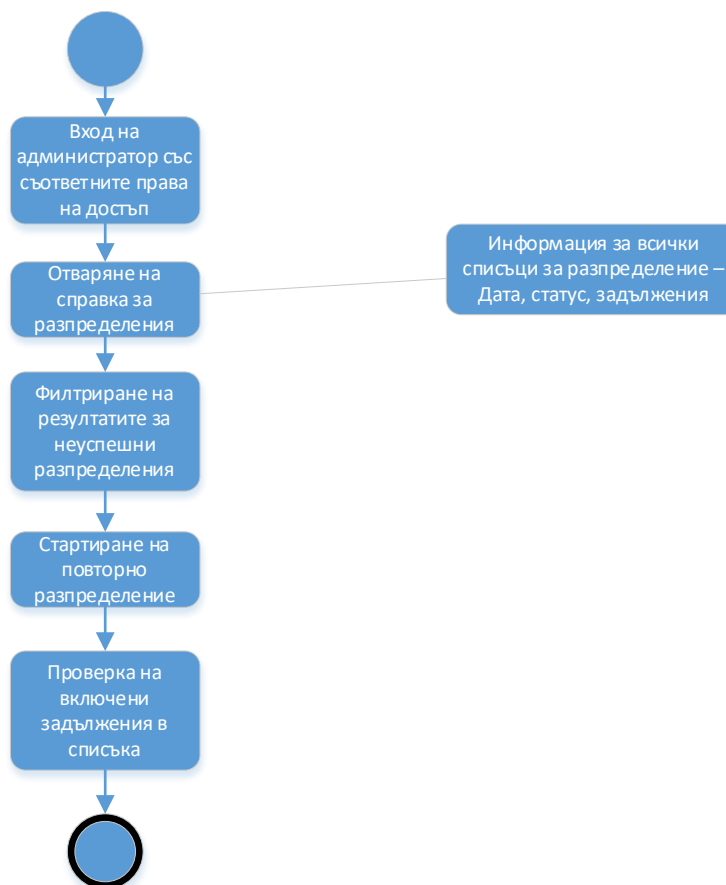 Вход на
администратор със
съответните права
на достъп
Отваряне на
справка за
разпределения
Информация за всички
списъци за разпределение –
Дата, статус, задължения
Филтриране на
резултатите за
неуспешни
разпределения
Стартиране на
повторно
разпределение
Проверка на
включени
задължения в
списъка